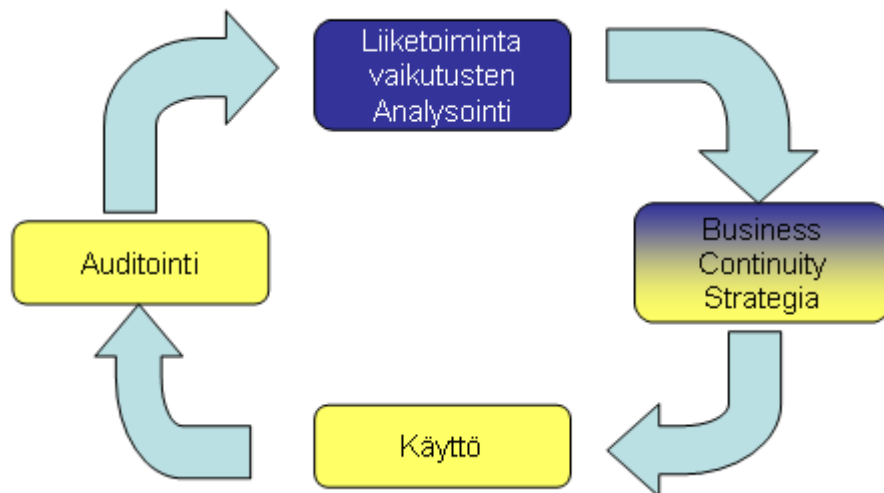 Liiketoiminta
vaikutusten
Analysointi
Business
Continuity
Strategia
Auditointi
Käyttö